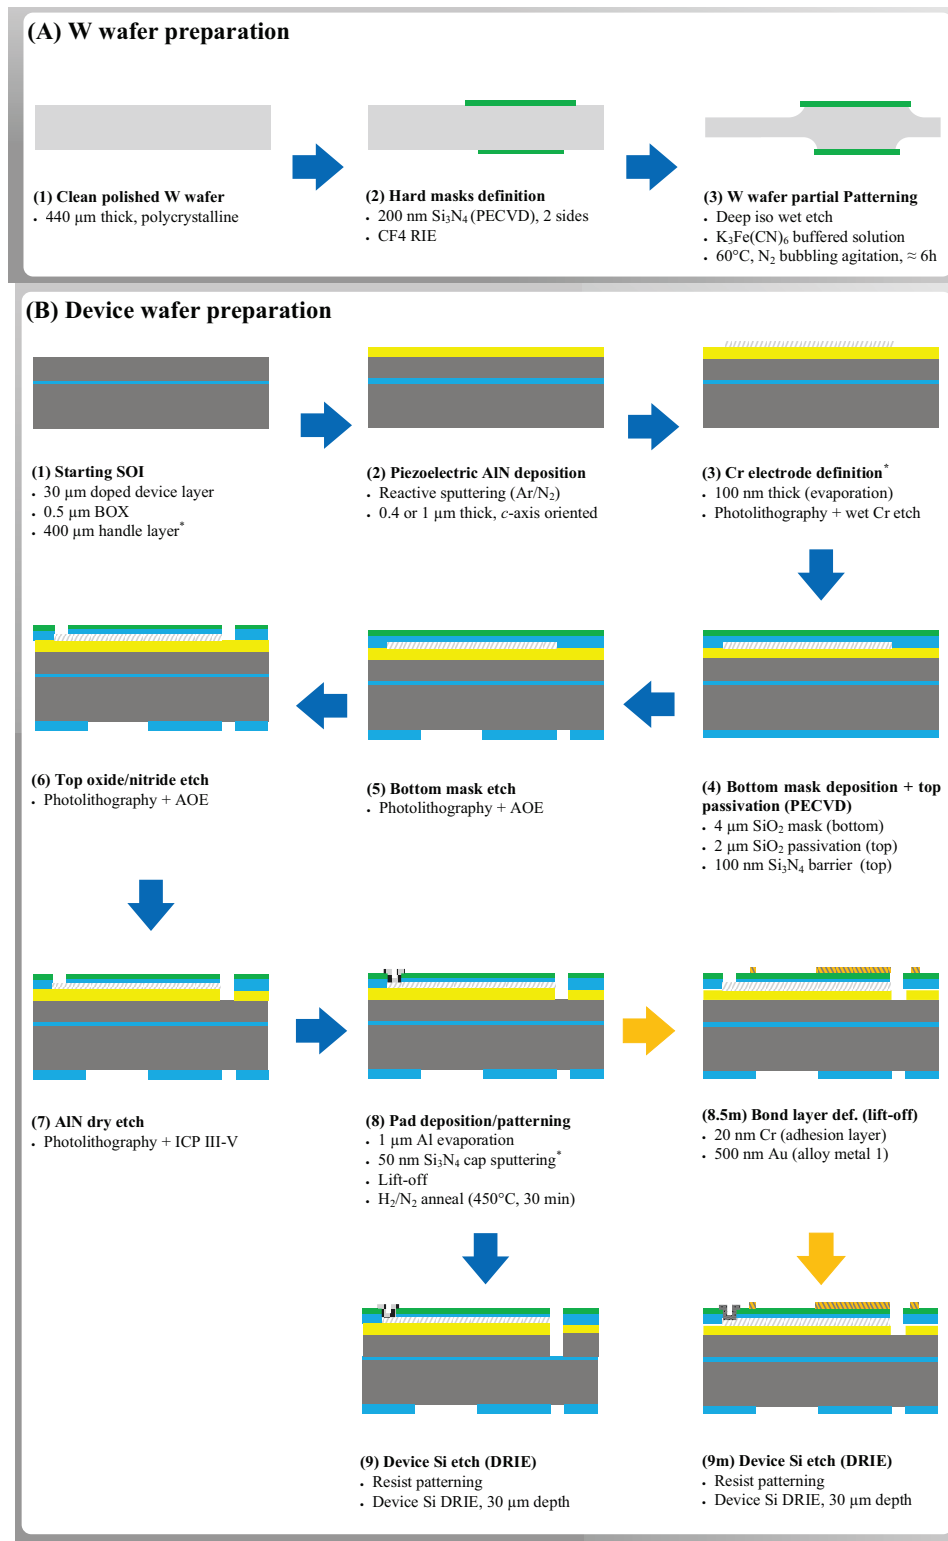 (A) W wafer preparation
(1) Clean polished W wafer
• 440 µm thick, polycrystalline
(2) Hard masks definition
• 200 nm Si₃N₄ (PECVD), 2 sides
• CF4 RIE
(3) W wafer partial Patterning
• Deep iso wet etch
• K₃Fe(CN)₆ buffered solution
• 60°C, N₂ bubbling agitation, ≈ 6h
(B) Device wafer preparation
(1) Starting SOI
• 30 µm doped device layer
• 0.5 µm BOX
• 400 µm handle layer*
(2) Piezoelectric AlN deposition
• Reactive sputtering (Ar/N₂)
• 0.4 or 1 µm thick, c-axis oriented
(3) Cr electrode definition*
• 100 nm thick (evaporation)
• Photolithography + wet Cr etch
(6) Top oxide/nitride etch
• Photolithography + AOE
(5) Bottom mask etch
• Photolithography + AOE
(4) Bottom mask deposition + top
passivation (PECVD)
• 4 µm SiO₂ mask (bottom)
• 2 µm SiO₂ passivation (top)
• 100 nm Si₃N₄ barrier (top)
(7) AlN dry etch
• Photolithography + ICP III-V
(8) Pad deposition/patterning
• 1 µm Al evaporation
• 50 nm Si₃N₄ cap sputtering*
• Lift-off
• H₂/N₂ anneal (450°C, 30 min)
(8.5m) Bond layer def. (lift-off)
• 20 nm Cr (adhesion layer)
• 500 nm Au (alloy metal 1)
(9) Device Si etch (DRIE)
• Resist patterning
• Device Si DRIE, 30 µm depth
(9m) Device Si etch (DRIE)
• Resist patterning
• Device Si DRIE, 30 µm depth